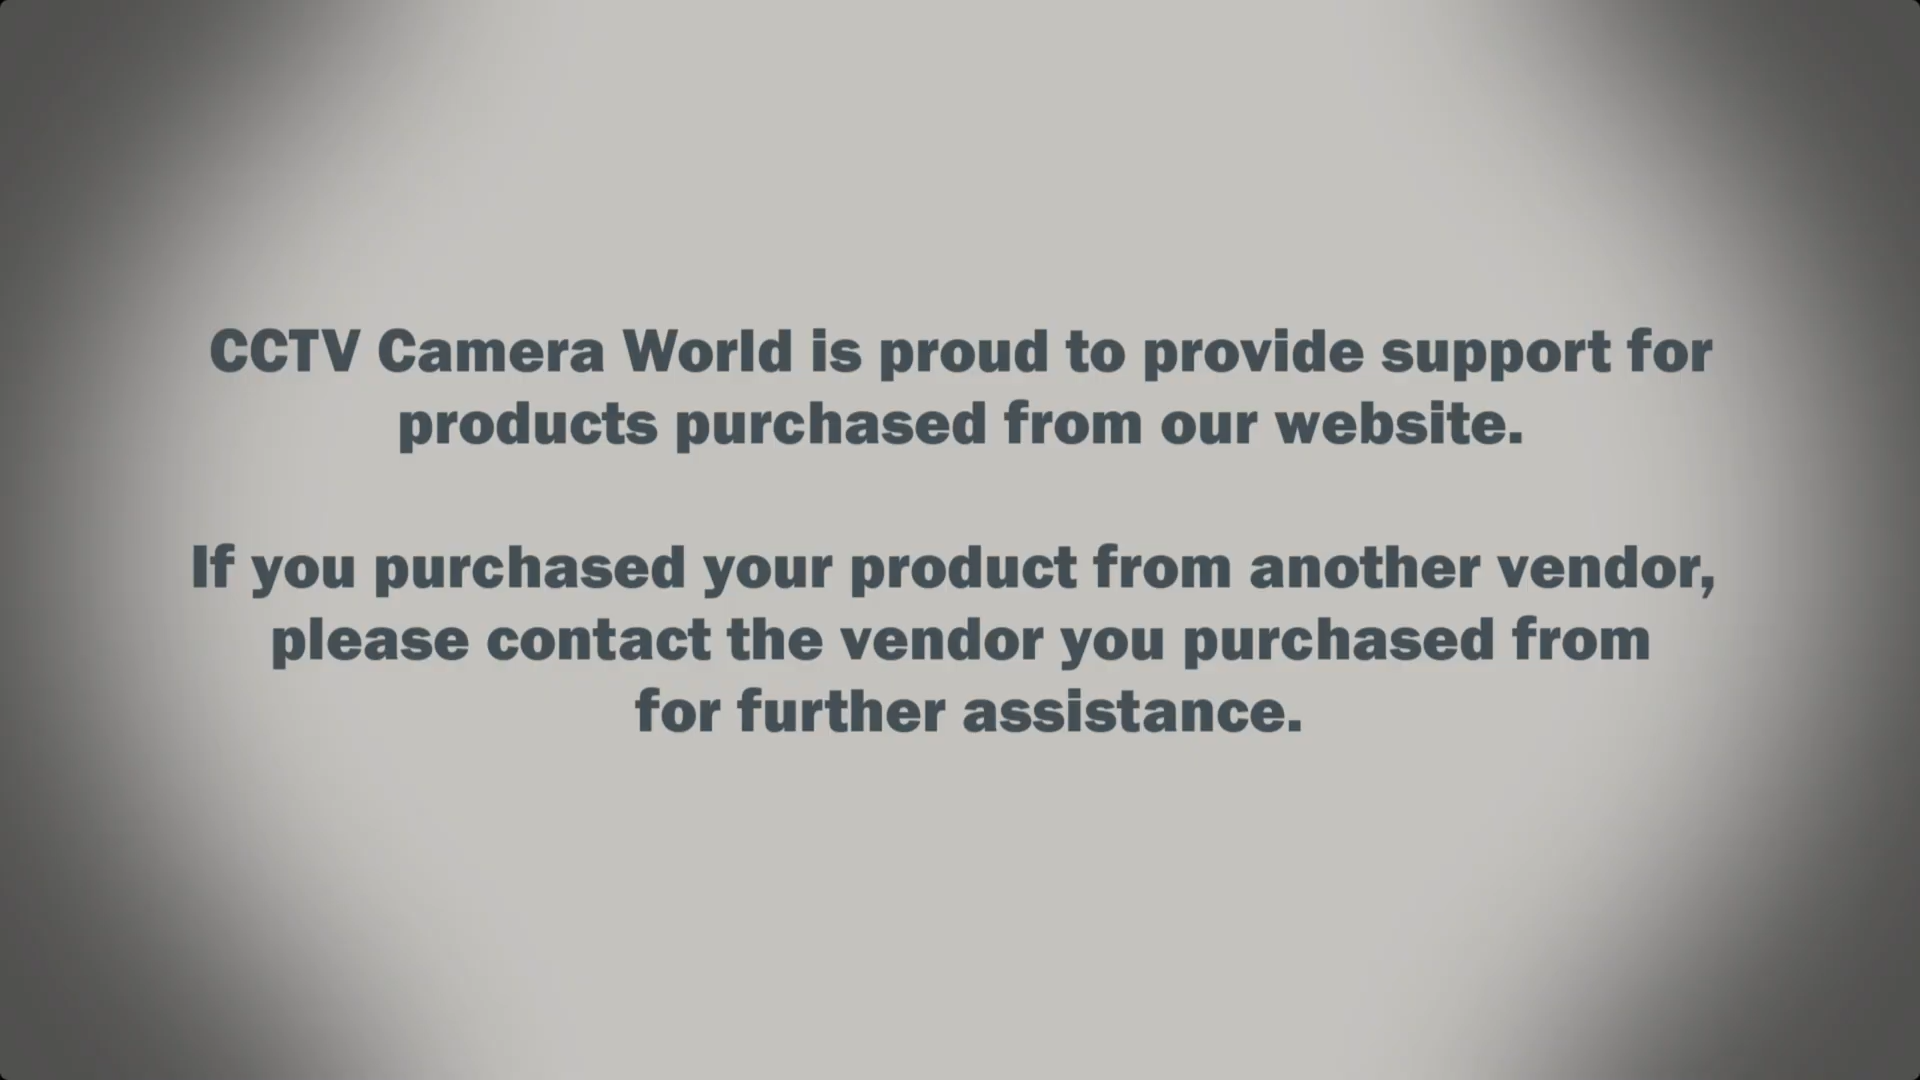 CCTV Camera World is proud to provide support for
products purchased from our website.
If you purchased your product from another vendor,
please contact the vendor you purchased from
for further assistance.